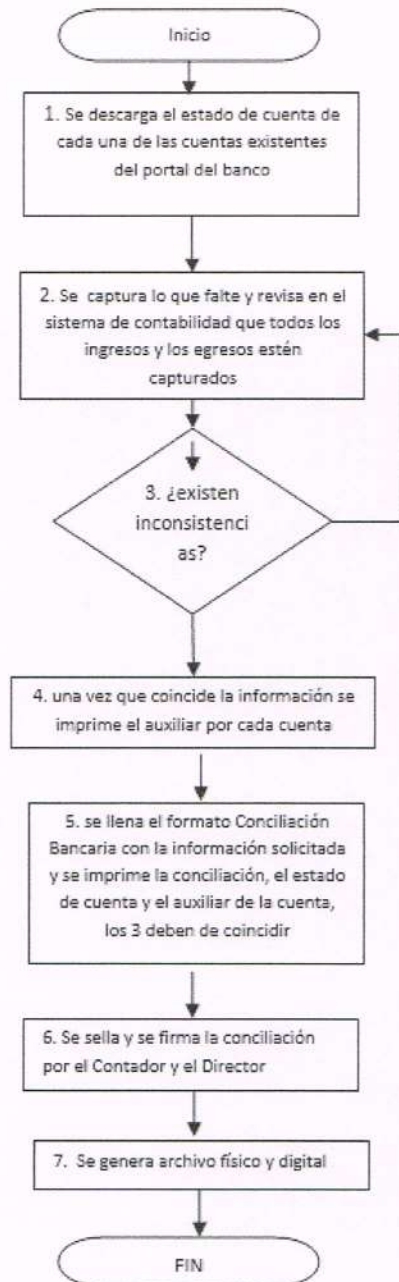 Inicio
1. Se descarga el estado de cuenta de
cada una de las cuentas existentes
del portal del banco
2. Se captura lo que falte y revisa en el
sistema de contabilidad que todos los
ingresos y los egresos estén
capturados
3. ¿existen
inconsistenci
as?
4. una vez que coincide la información se
imprime el auxiliar por cada cuenta
5. se llena el formato Conciliación
Bancaria con la información solicitada
y se imprime la conciliación, el estado
de cuenta y el auxiliar de la cuenta,
los 3 deben de coincidir
6. Se sella y se firma la conciliación
por el Contador y el Director
7. Se genera archivo físico y digital
FIN